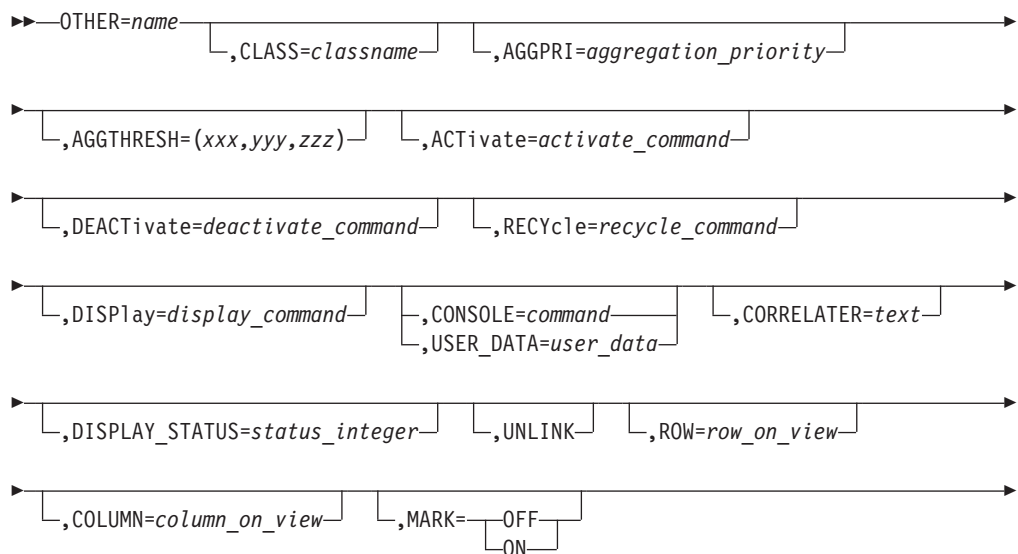 OTHER=name ,CLASS=classname ,AGGPRI=aggregation_priority
,AGGTHRESH=(xxx,yyy,zzz) ,ACTivate=activate_command
,DEACTivate=deactivate_command ,RECYcle=recycle_command
,DISPlay=display_command ,CONSOLE=command ,CORRELATER=text
,USER_DATA=user_data
,DISPLAY_STATUS=status_integer ,UNLINK ,ROW=row_on_view
,COLUMN=column_on_view ,MARK= OFF
ON